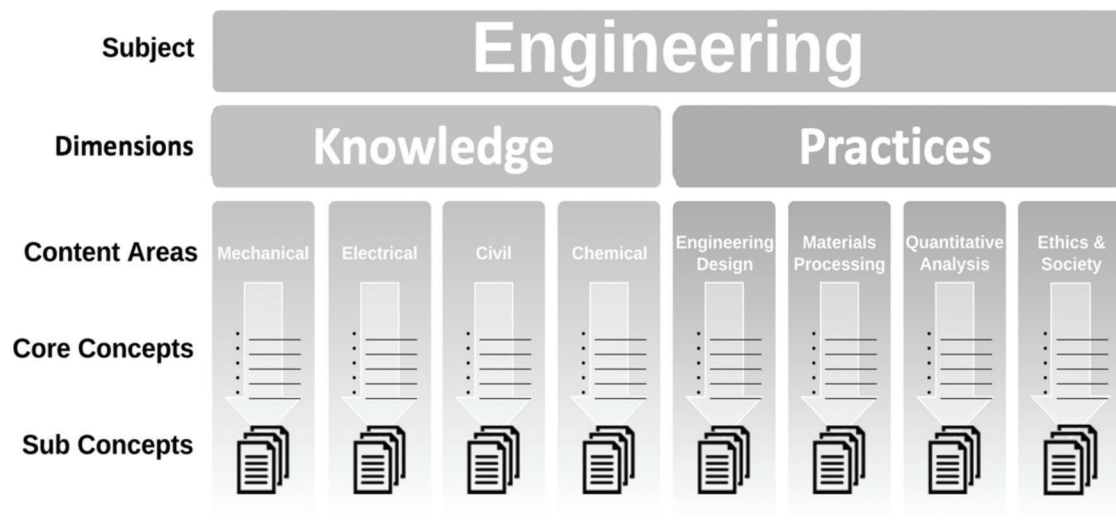 Subject
Engineering
Dimensions
Knowledge
Practices
Content Areas
Mechanical
Electrical
Civil
Chemical
Engineering
Design
Materials
Processing
Quantitative
Analysis
Ethics &
Society
Core Concepts
Sub Concepts